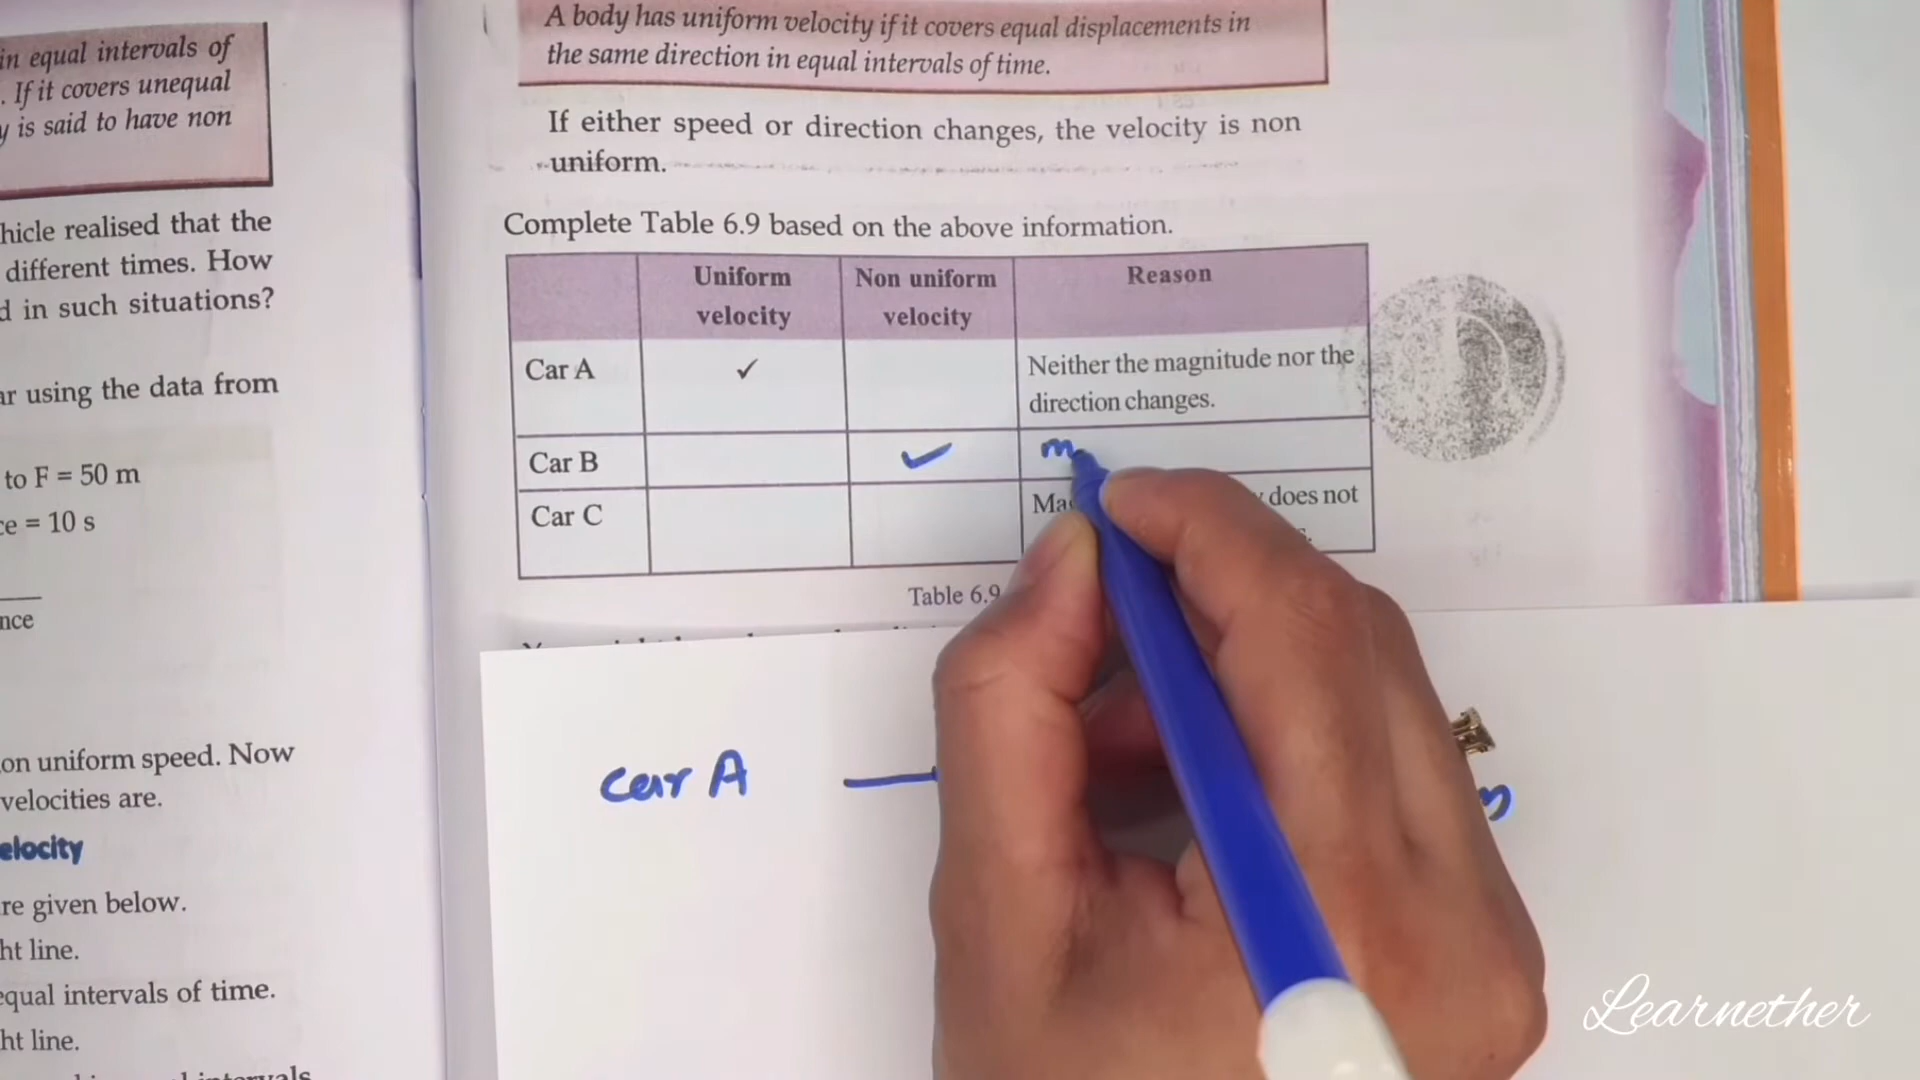 in equal intervals of
. If it covers unequal
y is said to have non
hicle realised that the
different times. How
d in such situations?
ar using the data from
to F = 50 m
ce = 10 s
nce
on uniform speed. Now
velocities are.
elocity
re given below.
ht line.
equal intervals of time.
ht line.
intervals
A body has uniform velocity if it covers equal displacements in
the same direction in equal intervals of time.
If either speed or direction changes, the velocity is non
uniform.
Complete Table 6.9 based on the above information.
Uniform velocity
Non uniform velocity
Reason
Car A
✓
Neither the magnitude nor the
direction changes.
Car B
✓
m
Car C
does not
Table 6.9
car A
Learnether